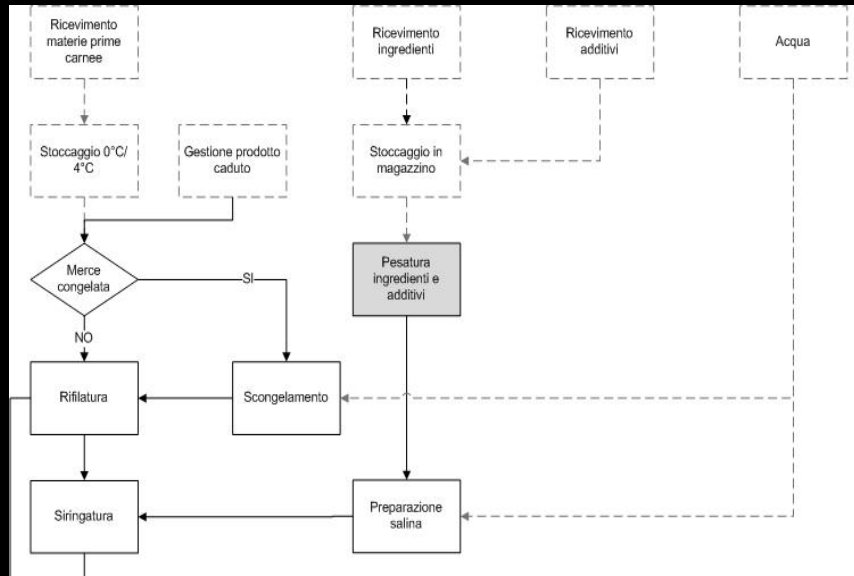 Ricevimento
materie prime
carnee
Ricevimento
ingredienti
Ricevimento
additivi
Acqua
Stoccaggio 0°C/
4°C
Gestione prodotto
caduto
Stoccaggio in
magazzino
Merce
congelata
SI
Pesatura
ingredienti e
additivi
NO
Rifilatura
Scongelamento
Siringatura
Preparazione
salina